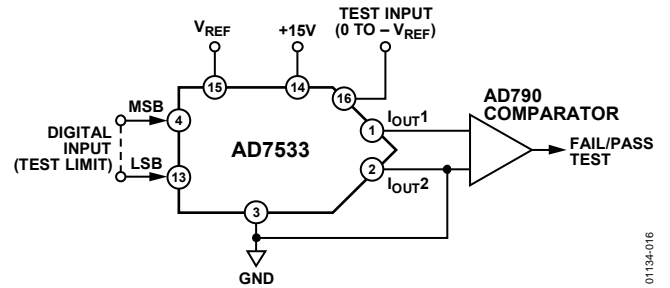 TEST INPUT
(0 TO – VREF)
VREF
+15V
15
14
16
AD790
COMPARATOR
MSB
4
IOUT1
1
DIGITAL
INPUT
(TEST LIMIT)
AD7533
FAIL/PASS
TEST
LSB
13
2
IOUT2
3
GND
01134-016